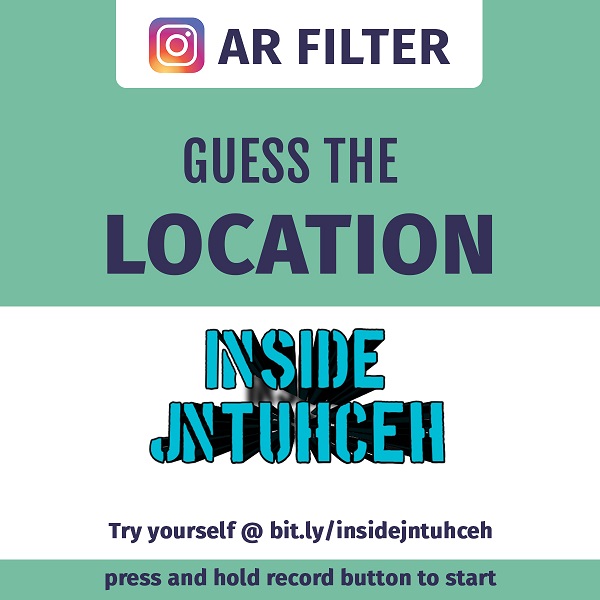 AR FILTER
GUESS THE
LOCATION
INSIDE
JNTUHCEH
Try yourself @ bit.ly/insidejntuhceh
press and hold record button to start